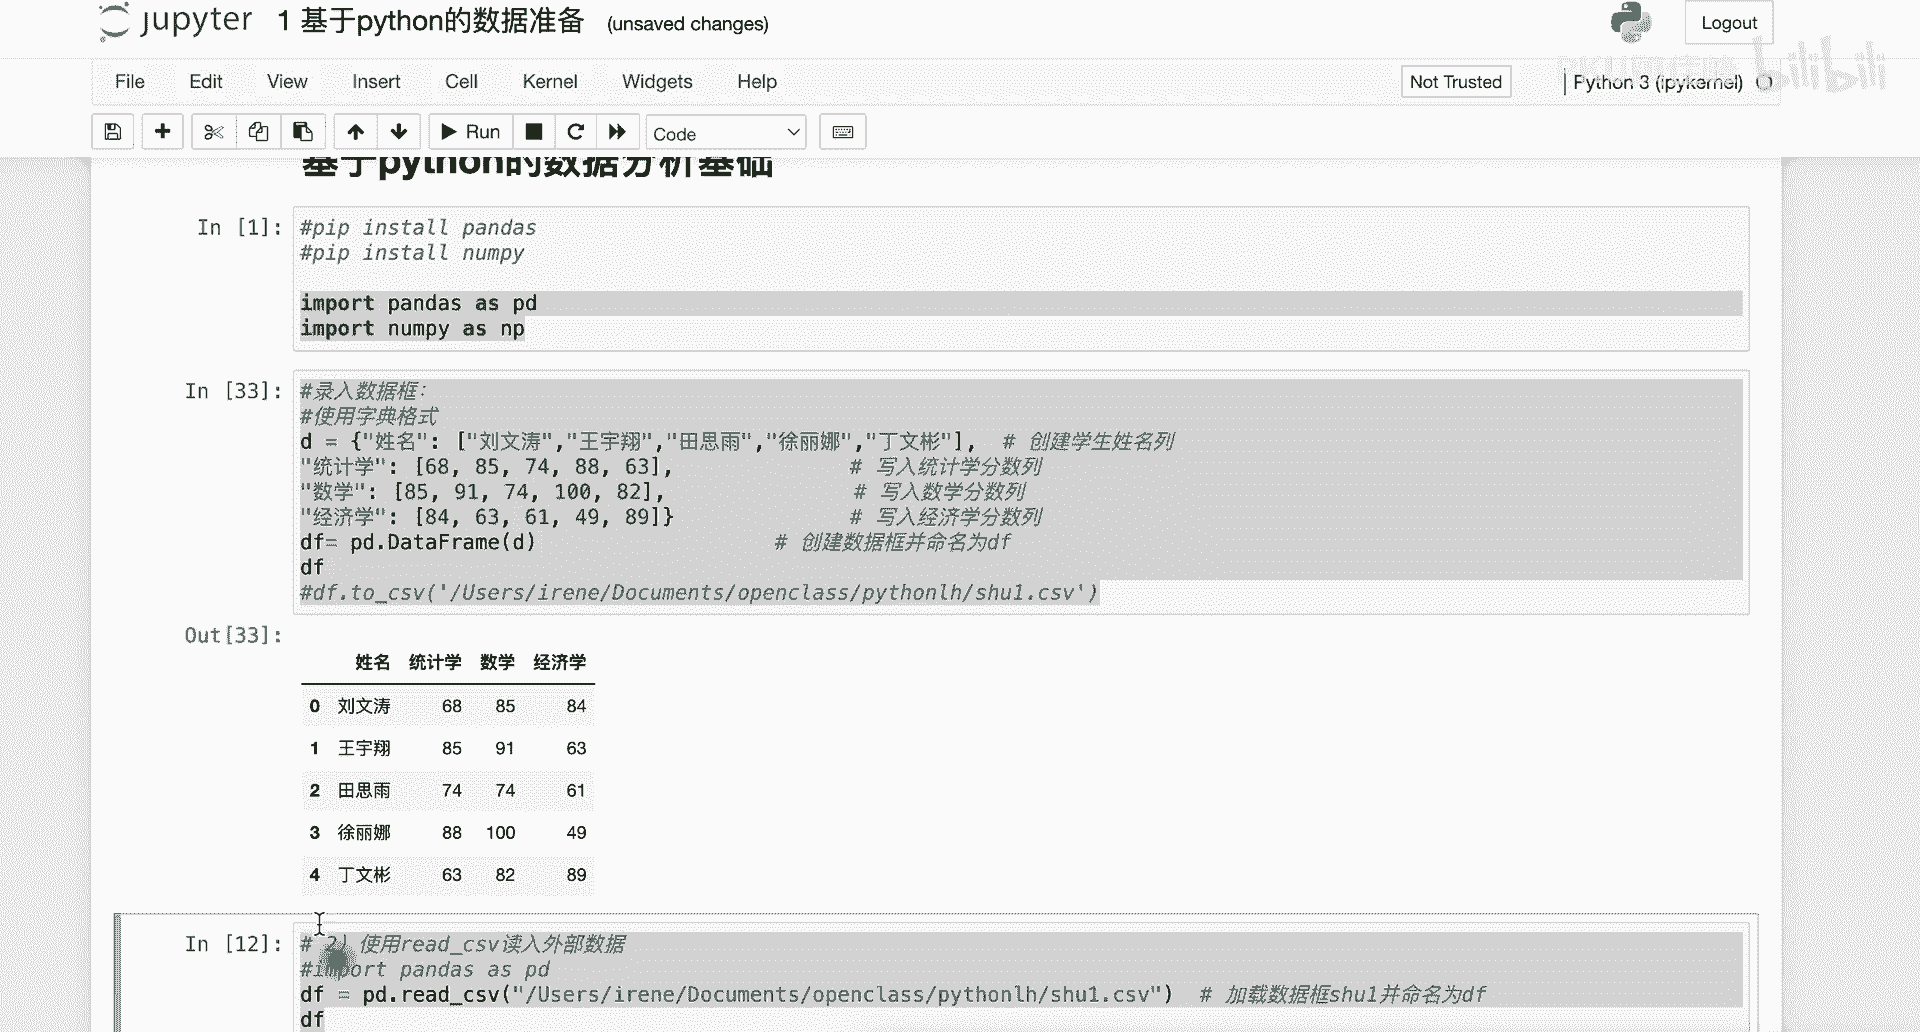 jupyter 1 基于python的数据准备 (unsaved changes)
Logout
bilibili
File Edit View Insert Cell Kernel Widgets Help
Not Trusted
Python 3 (ipykernel)
Run
Code
基于python的数据分析基础
In [1]:
#pip install pandas
#pip install numpy
import pandas as pd
import numpy as np
In [33]:
#录入数据框：
#使用字典格式
d = {"姓名": ["刘文涛","王宇翔","田思雨","徐丽娜","丁文彬"], # 创建学生姓名列
"统计学": [68, 85, 74, 88, 63], # 写入统计学分数列
"数学": [85, 91, 74, 100, 82], # 写入数学分数列
"经济学": [84, 63, 61, 49, 89]} # 写入经济学分数列
df= pd.DataFrame(d) # 创建数据框并命名为df
df
#df.to_csv('/Users/irene/Documents/openclass/pythonlh/shu1.csv')
Out[33]:
姓名 统计学 数学 经济学
0 刘文涛 68 85 84
1 王宇翔 85 91 63
2 田思雨 74 74 61
3 徐丽娜 88 100 49
4 丁文彬 63 82 89
In [12]:
# 2) 使用read_csv读入外部数据
#import pandas as pd
df = pd.read_csv("/Users/irene/Documents/openclass/pythonlh/shu1.csv") # 加载数据框shu1并命名为df
df